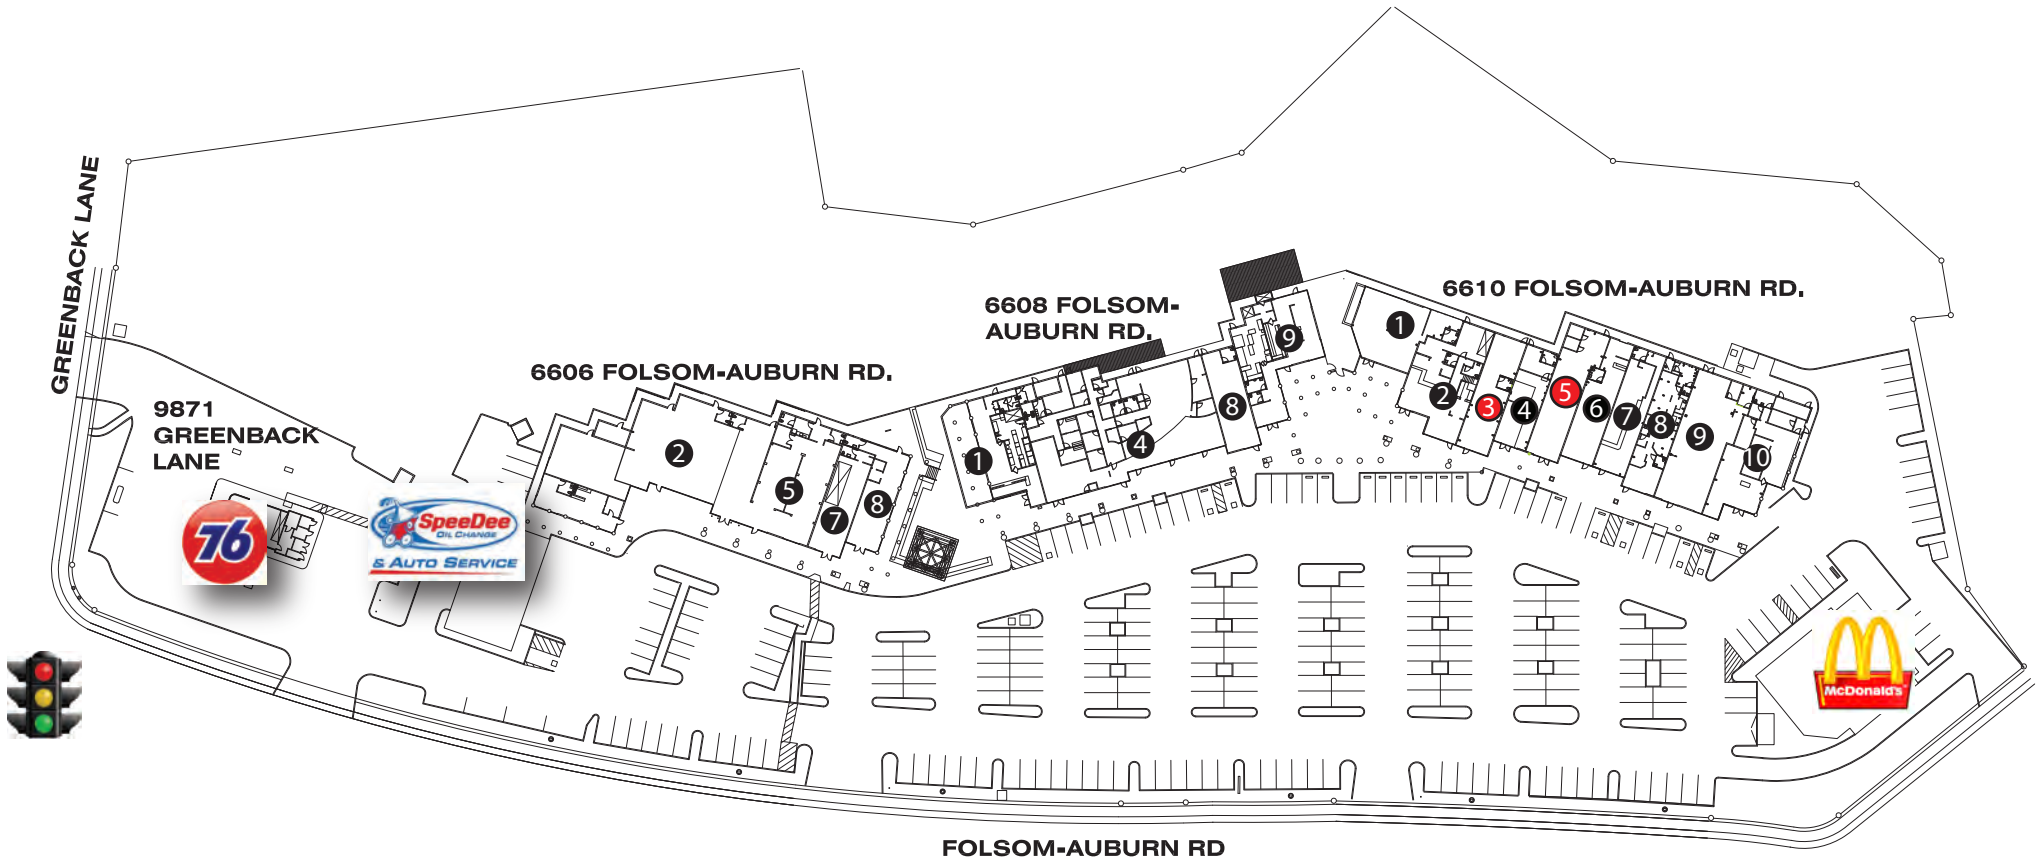 GREENBACK LANE
9871
GREENBACK
LANE
76
SpeeDee
OIL CHANGE
& AUTO SERVICE
6606 FOLSOM-AUBURN RD.
2
5
7
8
6608 FOLSOM-
AUBURN RD.
1
4
8
9
6610 FOLSOM-AUBURN RD.
1
2
3
4
5
6
7
8
9
10
McDonald's
FOLSOM-AUBURN RD